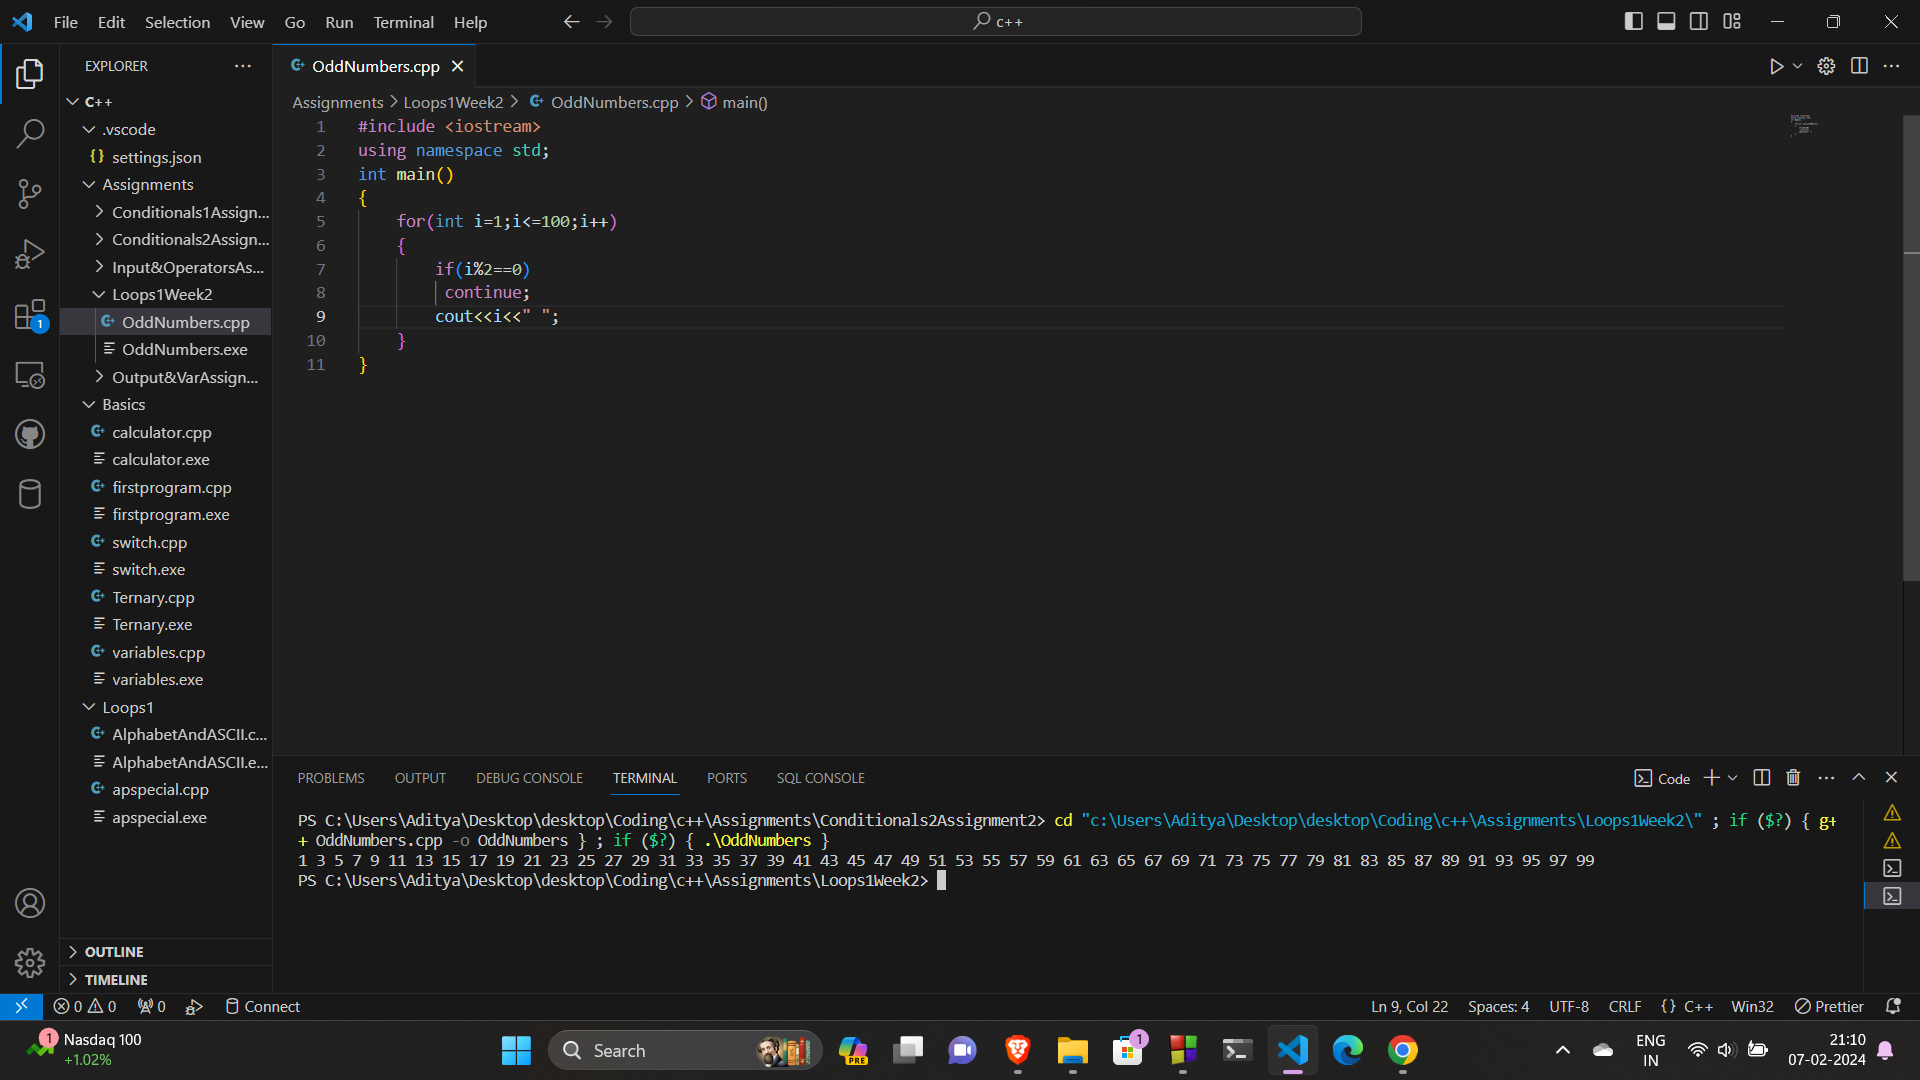 File Edit Selection View Go Run Terminal Help
c++
EXPLORER
C++
.vscode
settings.json
Assignments
Conditionals1Assign...
Conditionals2Assign...
Input&OperatorsAs...
Loops1Week2
OddNumbers.cpp
OddNumbers.exe
Output&VarAssign...
Basics
calculator.cpp
calculator.exe
firstprogram.cpp
firstprogram.exe
switch.cpp
switch.exe
Ternary.cpp
Ternary.exe
variables.cpp
variables.exe
Loops1
AlphabetAndASCII.c...
AlphabetAndASCII.e...
apspecial.cpp
apspecial.exe
OUTLINE
TIMELINE
1
OddNumbers.cpp
Assignments > Loops1Week2 > OddNumbers.cpp > main()
1 #include <iostream>
2 using namespace std;
3 int main()
4 {
5 for(int i=1;i<=100;i++)
6 {
7 if(i%2==0)
8 continue;
9 cout<<i<<" ";
10 }
11 }
PROBLEMS OUTPUT DEBUG CONSOLE TERMINAL PORTS SQL CONSOLE
Code
PS C:\Users\Aditya\Desktop\desktop\Coding\c++\Assignments\Conditionals2Assignment2> cd "c:\Users\Aditya\Desktop\desktop\Coding\c++\Assignments\Loops1Week2\" ; if ($?) { g+
+ OddNumbers.cpp -o OddNumbers } ; if ($?) { .\OddNumbers }
1 3 5 7 9 11 13 15 17 19 21 23 25 27 29 31 33 35 37 39 41 43 45 47 49 51 53 55 57 59 61 63 65 67 69 71 73 75 77 79 81 83 85 87 89 91 93 95 97 99
PS C:\Users\Aditya\Desktop\desktop\Coding\c++\Assignments\Loops1Week2>
0 0 0 Connect
Ln 9, Col 22 Spaces: 4 UTF-8 CRLF {} C++ Win32 Prettier
1 Nasdaq 100
+1.02%
Search
PRE
1
ENG
IN
21:10
07-02-2024